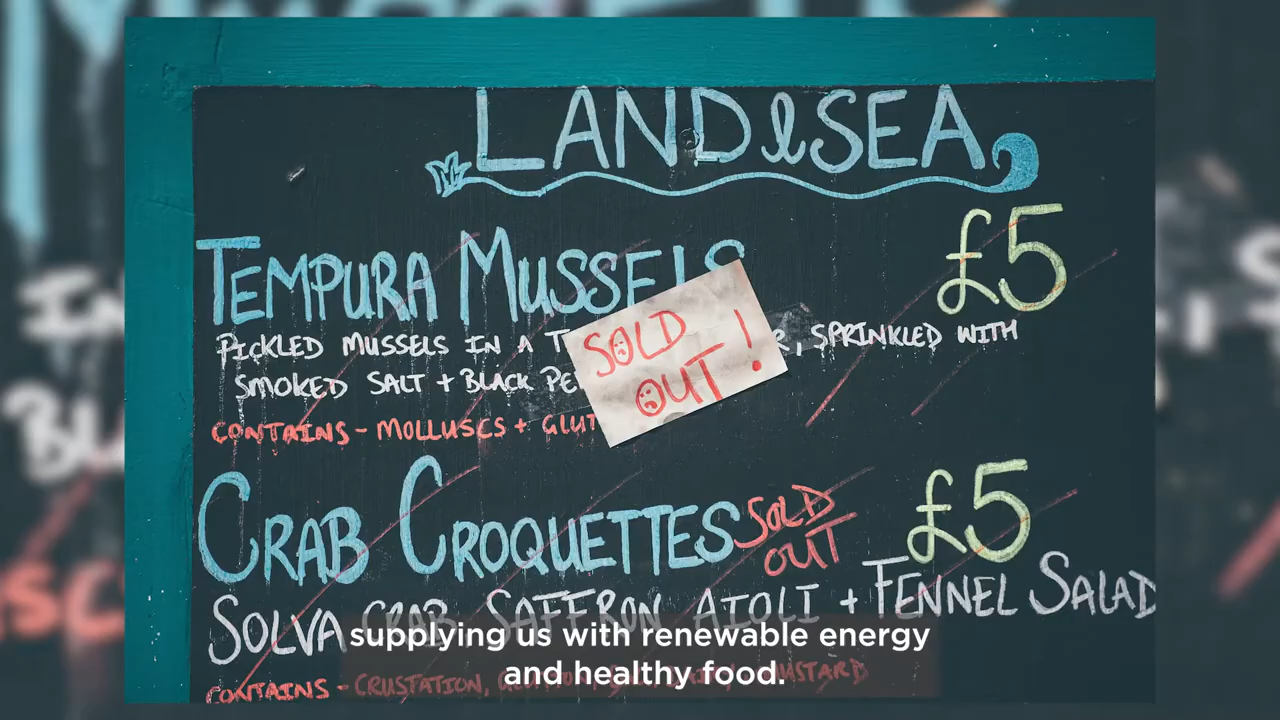 LAND & SEA
TEMPURA MUSSELS £5
PICKLED MUSSELS IN A T R, SPRINKLED WITH
SMOKED SALT + BLACK PE
CONTAINS - MOLLUSCS + GLUT
SOLD
OUT!
CRAB CROQUETTES SOLD OUT £5
SOLVA CRAB, SAFFRON AIOLI + FENNEL SALAD
CONTAINS - CRUSTATION,
supplying us with renewable energy
and healthy food.